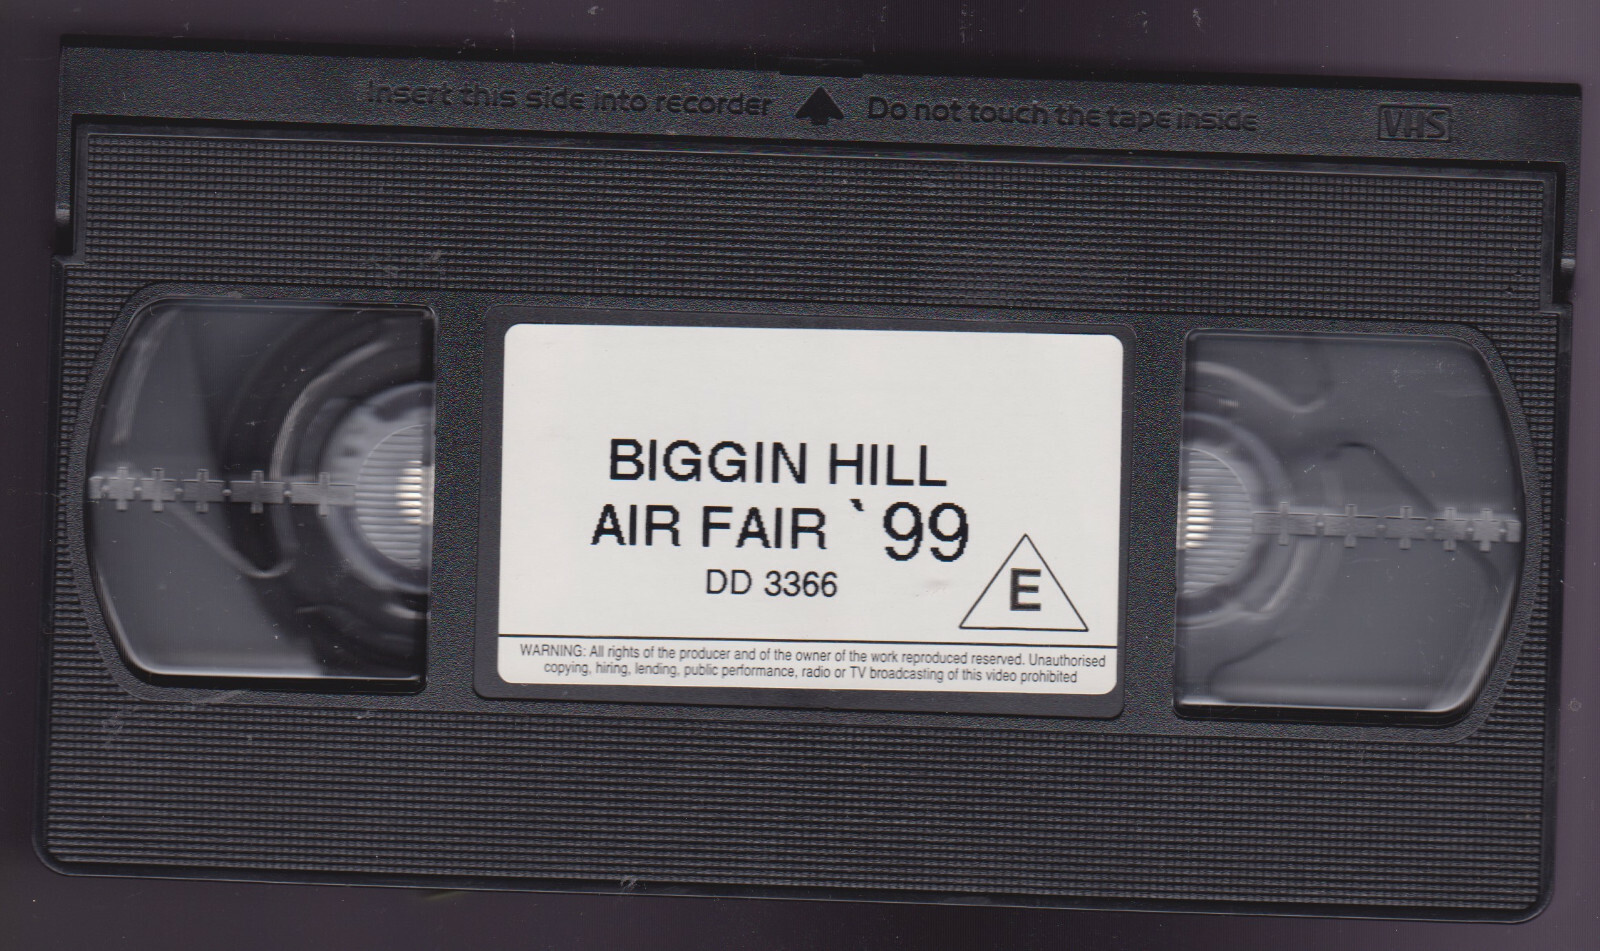 Insert this side into recorder ▲ Do not touch the tape inside VHS
BIGGIN HILL
AIR FAIR `99
DD 3366
E
WARNING: All rights of the producer and of the owner of the work reproduced reserved. Unauthorised
copying, hiring, lending, public performance, radio or TV broadcasting of this video prohibited